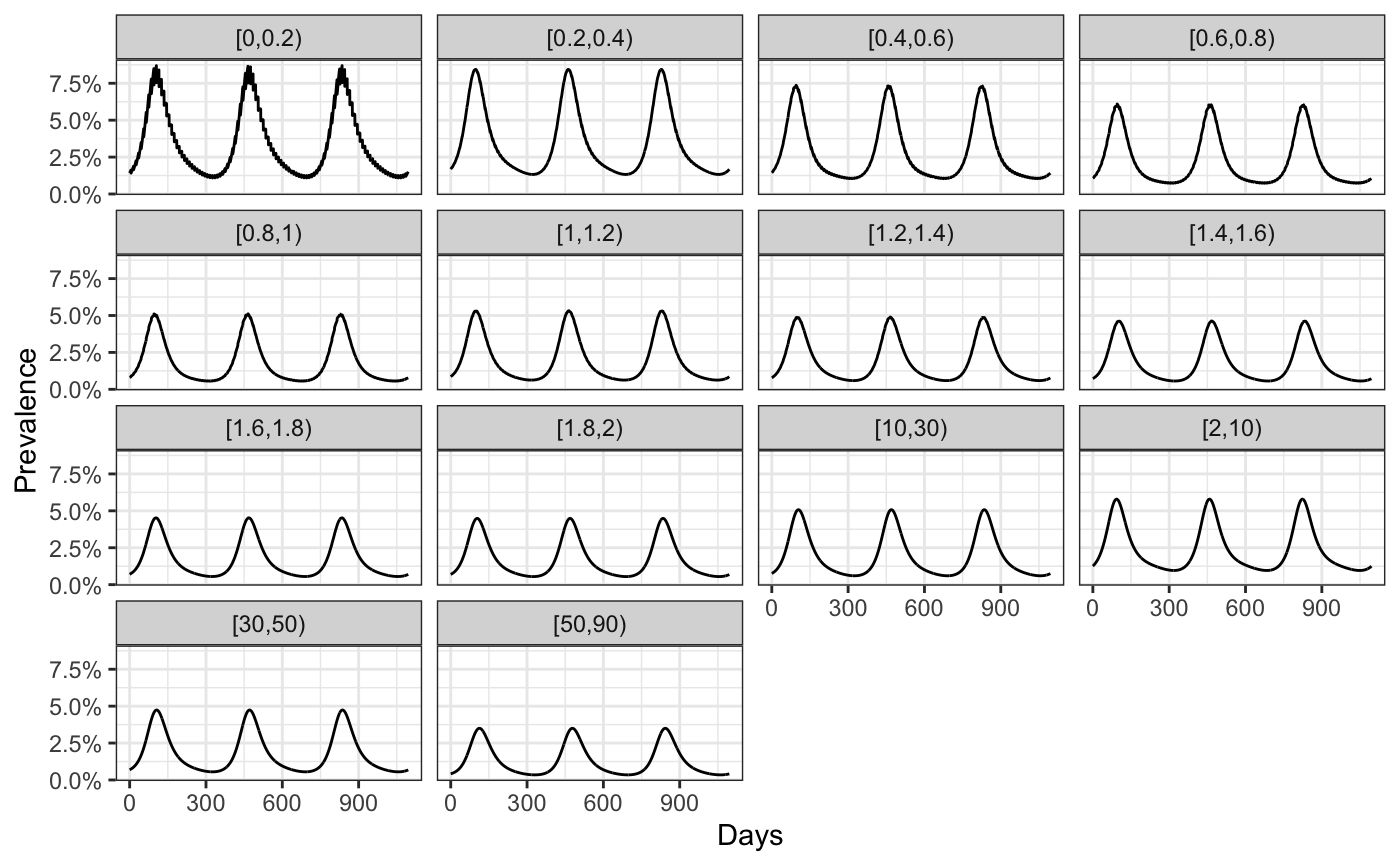 [0,0.2) [0.2,0.4) [0.4,0.6) [0.6,0.8)
7.5%
5.0%
2.5%
0.0%
[0.8,1) [1,1.2) [1.2,1.4) [1.4,1.6)
7.5%
5.0%
2.5%
0.0%
[1.6,1.8) [1.8,2) [10,30) [2,10)
7.5%
5.0%
2.5%
0.0%
0 300 600 900 0 300 600 900
[30,50) [50,90)
7.5%
5.0%
2.5%
0.0%
0 300 600 900 0 300 600 900
Prevalence
Days